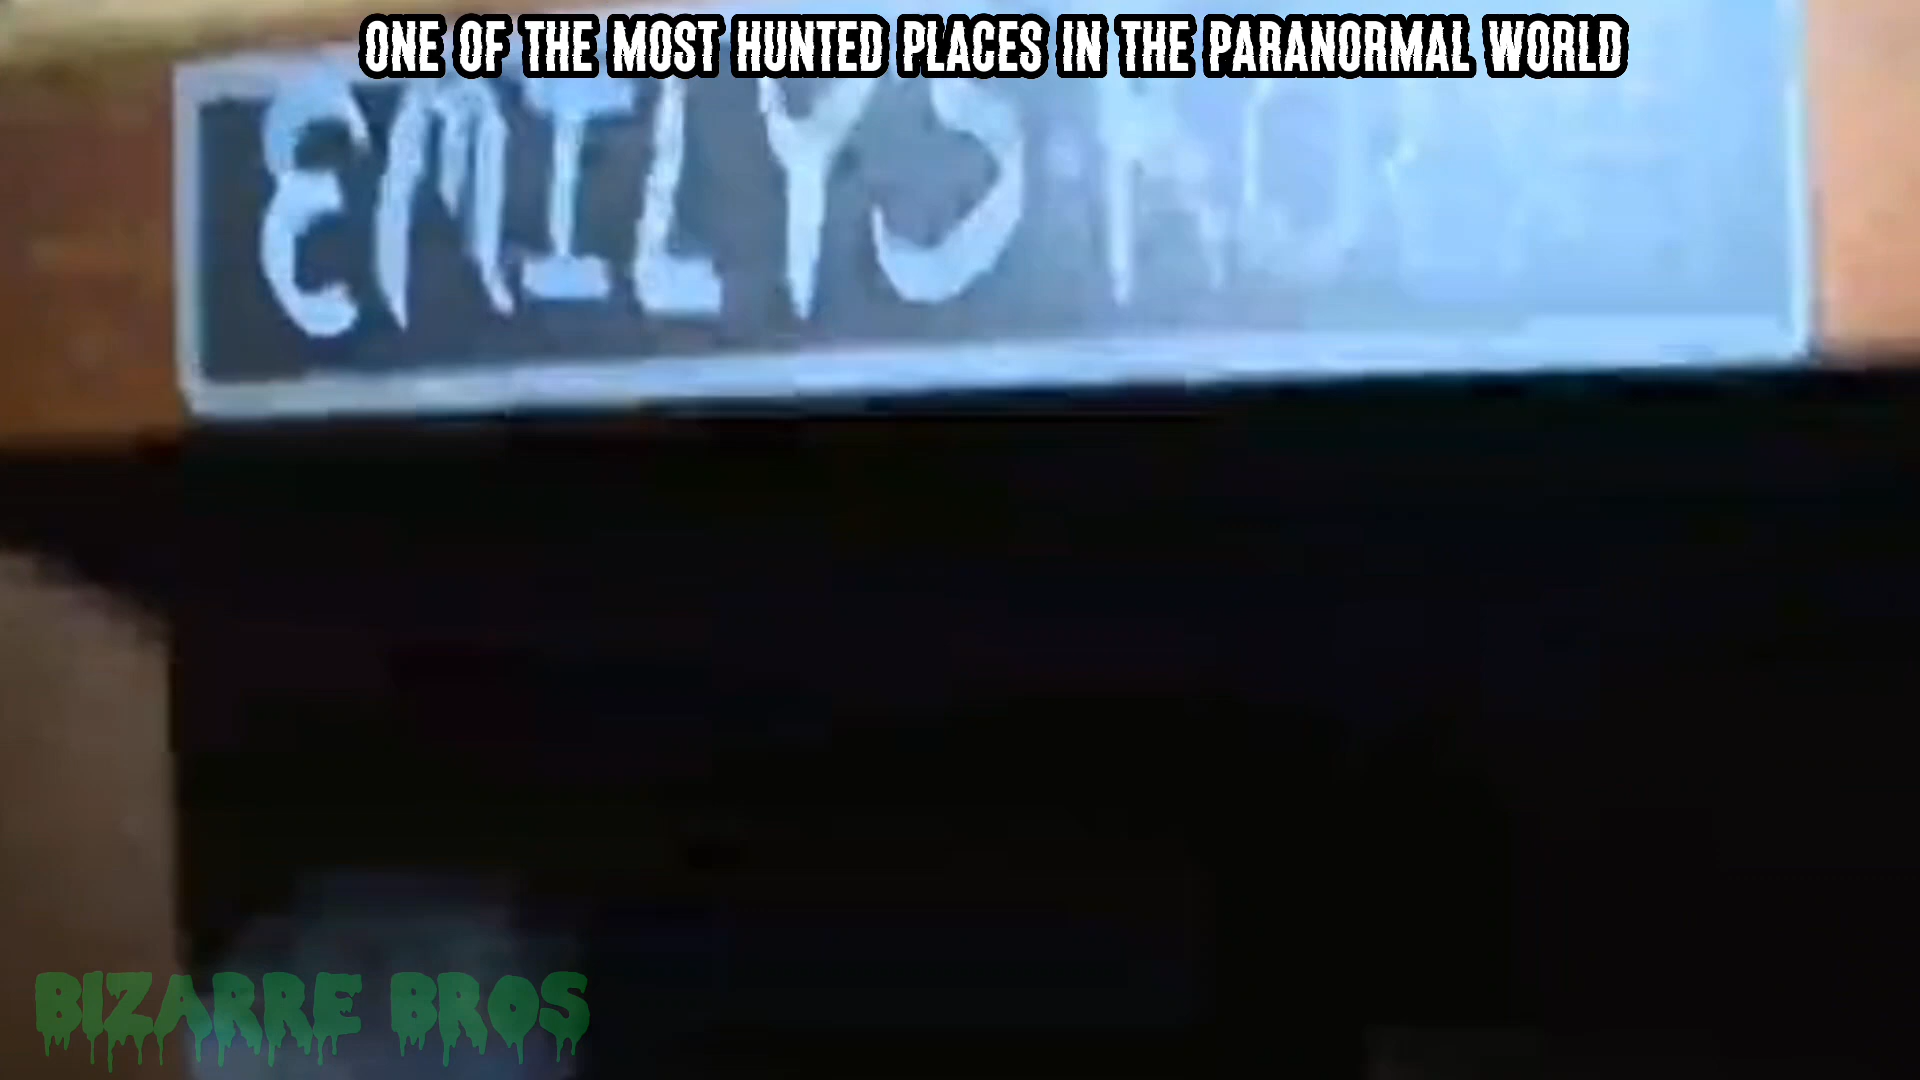 ONE OF THE MOST HUNTED PLACES IN THE PARANORMAL WORLD
EMILYS
BIZARRE BROS